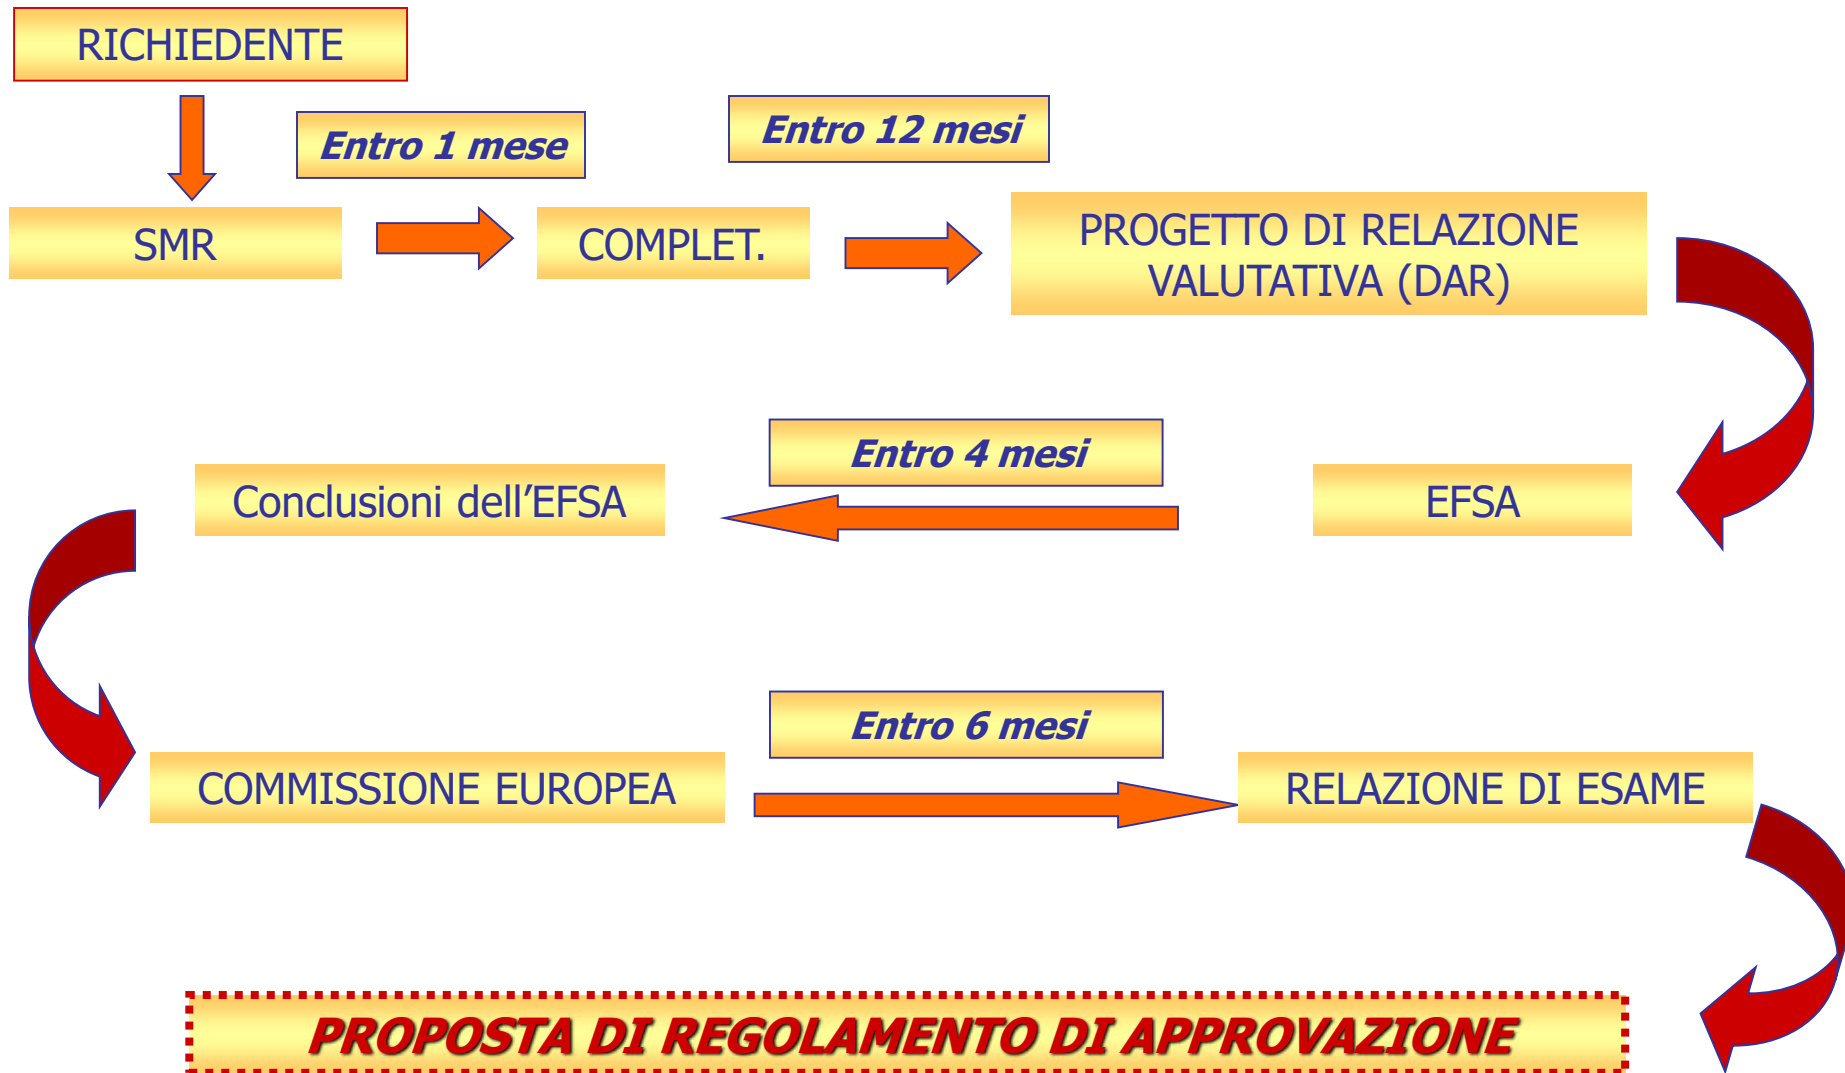 RICHIEDENTE
Entro 1 mese
Entro 12 mesi
SMR
COMPLET.
PROGETTO DI RELAZIONE
VALUTATIVA (DAR)
Entro 4 mesi
EFSA
Conclusioni dell’EFSA
Entro 6 mesi
COMMISSIONE EUROPEA
RELAZIONE DI ESAME
PROPOSTA DI REGOLAMENTO DI APPROVAZIONE